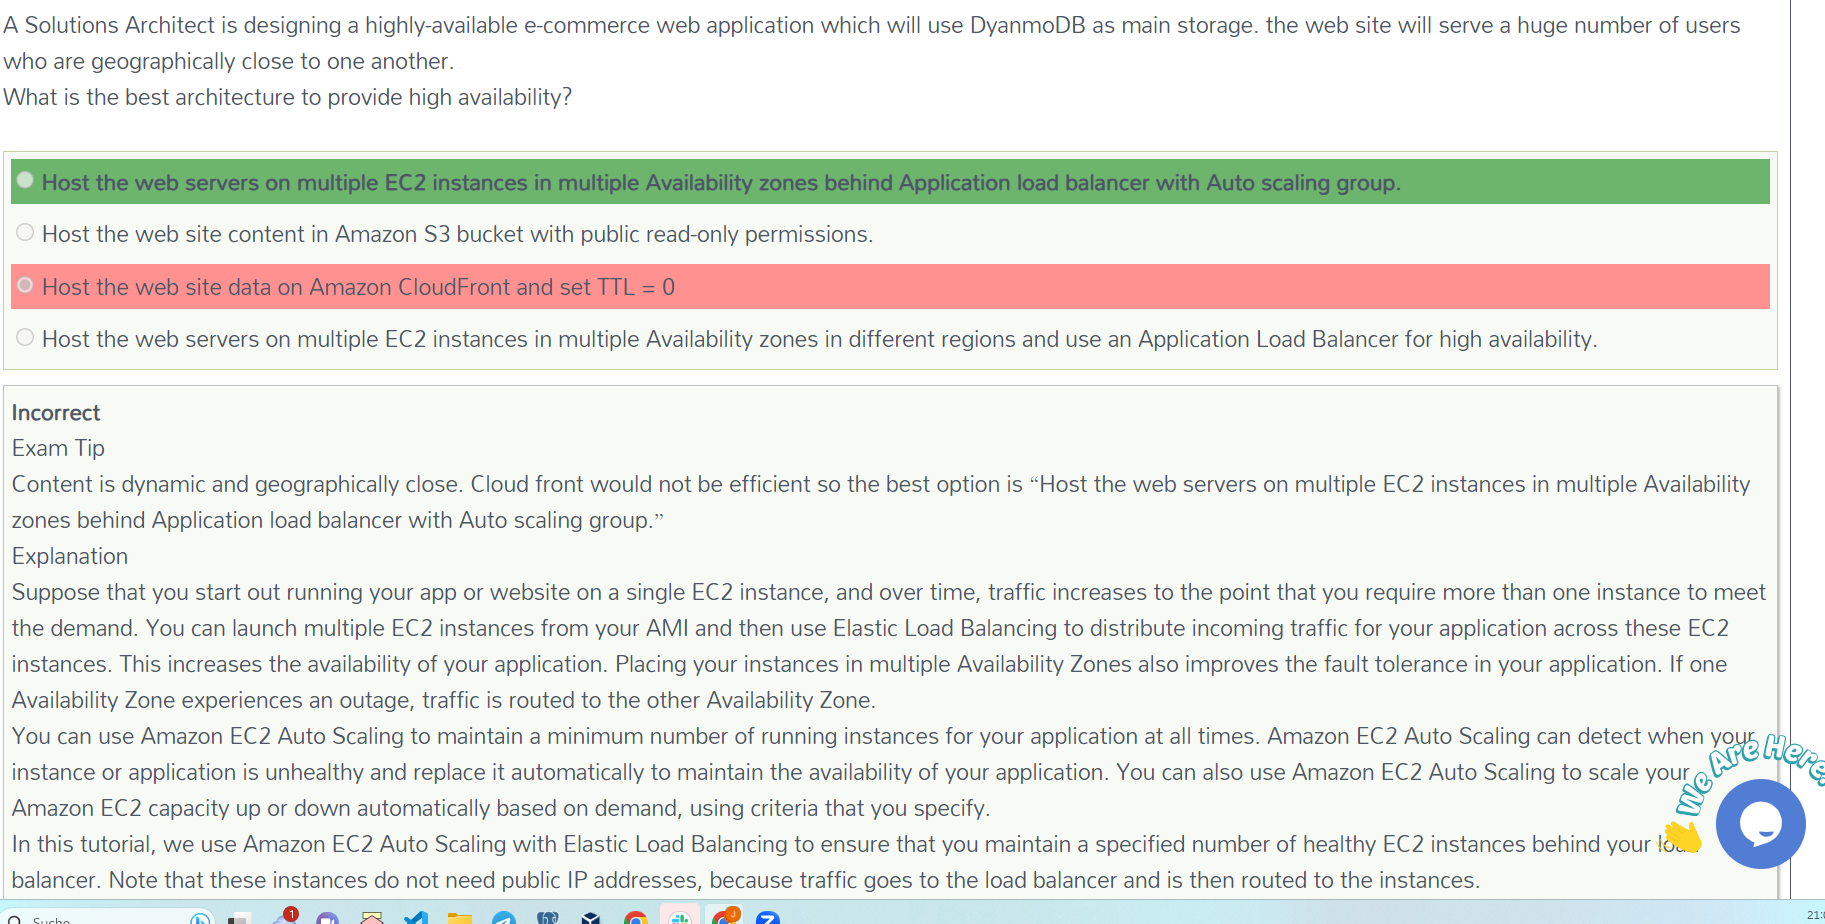 A Solutions Architect is designing a highly-available e-commerce web application which will use DyanmoDB as main storage. the web site will serve a huge number of users
who are geographically close to one another.
What is the best architecture to provide high availability?
Host the web servers on multiple EC2 instances in multiple Availability zones behind Application load balancer with Auto scaling group.
Host the web site content in Amazon S3 bucket with public read-only permissions.
Host the web site data on Amazon CloudFront and set TTL = 0
Host the web servers on multiple EC2 instances in multiple Availability zones in different regions and use an Application Load Balancer for high availability.
Incorrect
Exam Tip
Content is dynamic and geographically close. Cloud front would not be efficient so the best option is “Host the web servers on multiple EC2 instances in multiple Availability
zones behind Application load balancer with Auto scaling group.”
Explanation
Suppose that you start out running your app or website on a single EC2 instance, and over time, traffic increases to the point that you require more than one instance to meet
the demand. You can launch multiple EC2 instances from your AMI and then use Elastic Load Balancing to distribute incoming traffic for your application across these EC2
instances. This increases the availability of your application. Placing your instances in multiple Availability Zones also improves the fault tolerance in your application. If one
Availability Zone experiences an outage, traffic is routed to the other Availability Zone.
You can use Amazon EC2 Auto Scaling to maintain a minimum number of running instances for your application at all times. Amazon EC2 Auto Scaling can detect when your
instance or application is unhealthy and replace it automatically to maintain the availability of your application. You can also use Amazon EC2 Auto Scaling to scale your
Amazon EC2 capacity up or down automatically based on demand, using criteria that you specify.
In this tutorial, we use Amazon EC2 Auto Scaling with Elastic Load Balancing to ensure that you maintain a specified number of healthy EC2 instances behind your load
balancer. Note that these instances do not need public IP addresses, because traffic goes to the load balancer and is then routed to the instances.
We Are Here
Suche
1
J